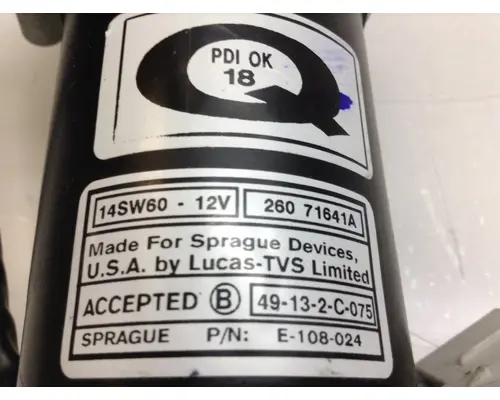 PDI OK
18
14SW60 - 12V 260 71641A
Made For Sprague Devices,
U.S.A. by Lucas-TVS Limited
ACCEPTED B 49-13-2-C-075
SPRAGUE P/N: E-108-024